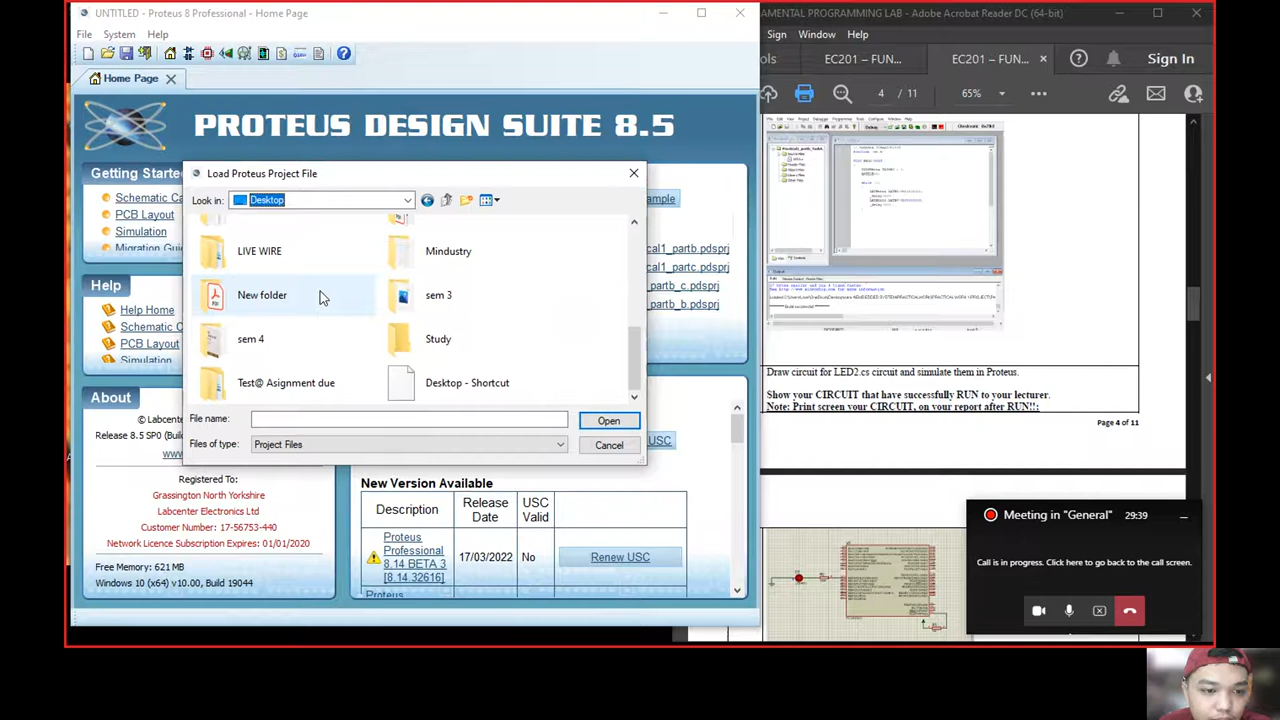 UNTITLED - Proteus 8 Professional - Home Page
File System Help
Home Page
PROTEUS DESIGN SUITE 8.5
Getting Starte
Schematic Ca
PCB Layout
Simulation
Migration Guid
Help
Help Home
Schematic C
PCB Layout
Simulation
About
© Labcenter
Release 8.5 SP0 (Buil
www
Registered To:
Grassington North Yorkshire
Labcenter Electronics Ltd
Customer Number: 17-56753-440
Network Licence Subscription Expires: 01/01/2020
Free Memory: 621 MB
Windows 10 (x64) v10.00, Build 19044
Load Proteus Project File
Look in: Desktop
LIVE WIRE
Mindustry
New folder
sem 3
sem 4
Study
Test@ Asignment due
Desktop - Shortcut
File name:
Open
Files of type: Project Files
Cancel
ample
cal1_partb.pdsprj
cal1_partc.pdsprj
_partb_c.pdsprj
_partb_b.pdsprj
USC
New Version Available
Description
Release Date
USC Valid
Proteus
Professional
8.14 BETA 3
[8.14.32616]
17/03/2022
No
Renew USC
Proteus
AMENTAL PROGRAMMING LAB - Adobe Acrobat Reader DC (64-bit)
Sign Window Help
ols
EC201 – FUN...
EC201 – FUN...
Sign In
4 / 11
65%
Draw circuit for LED2.cs circuit and simulate them in Proteus.
Show your CIRCUIT that have successfully RUN to your lecturer.
Note: Print screen your CIRCUIT, on your report after RUN!!;
Page 4 of 11
Meeting in "General"
29:39
Call is in progress. Click here to go back to the call screen.